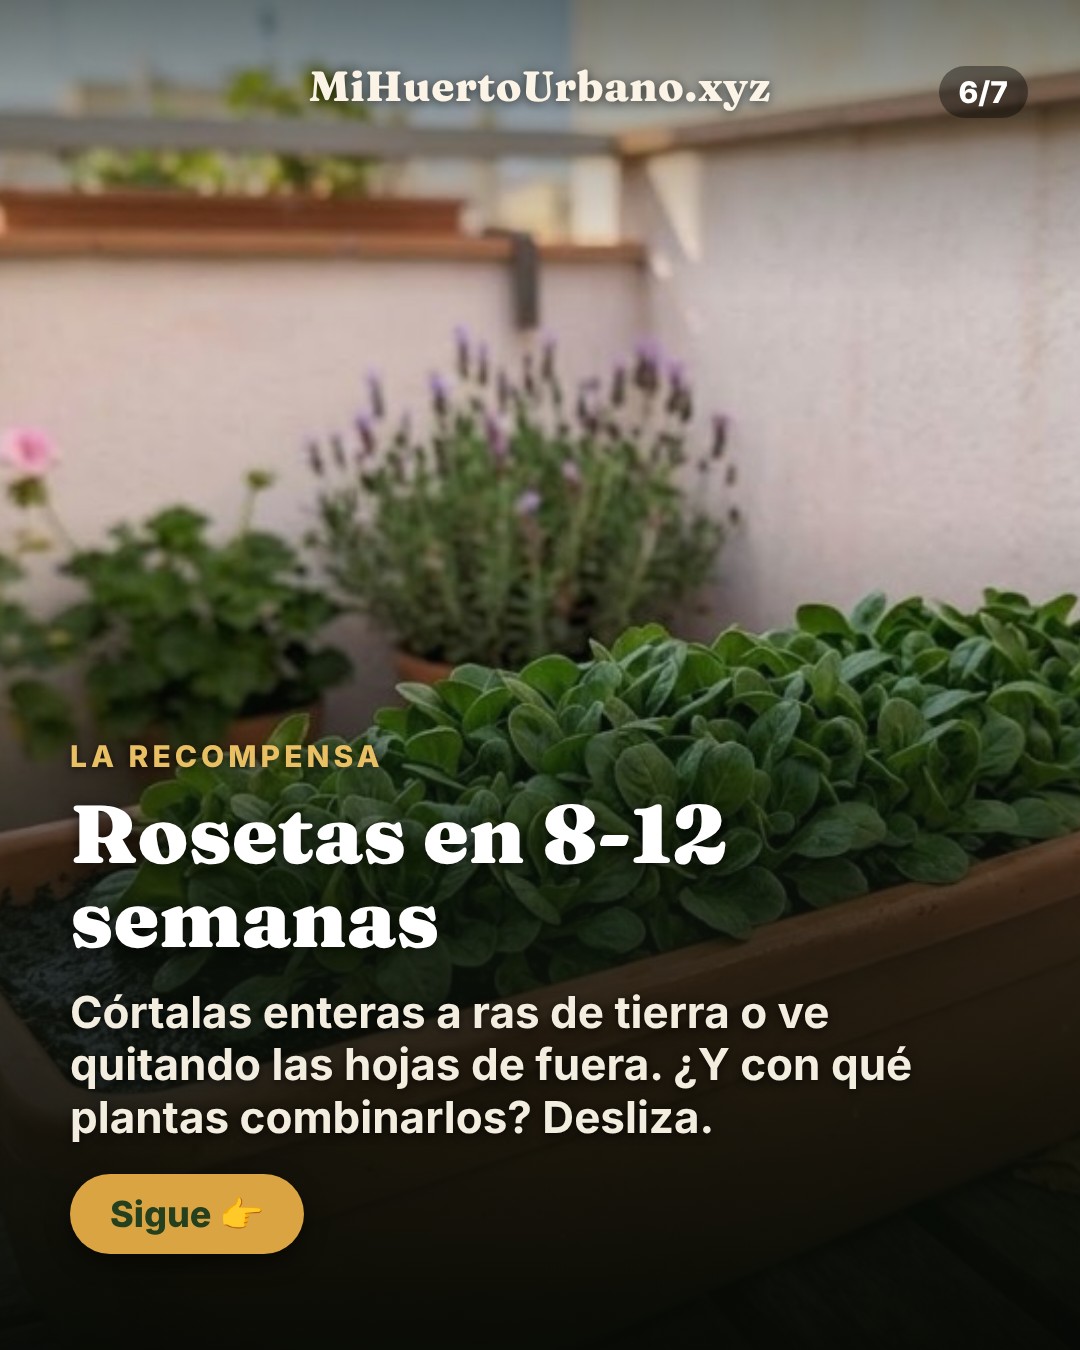 MiHuertoUrbano.xyz
6/7
LA RECOMPENSA
Rosetas en 8-12
semanas
Córtalas enteras a ras de tierra o ve
quitando las hojas de fuera. ¿Y con qué
plantas combinarlos? Desliza.
Sigue 👉